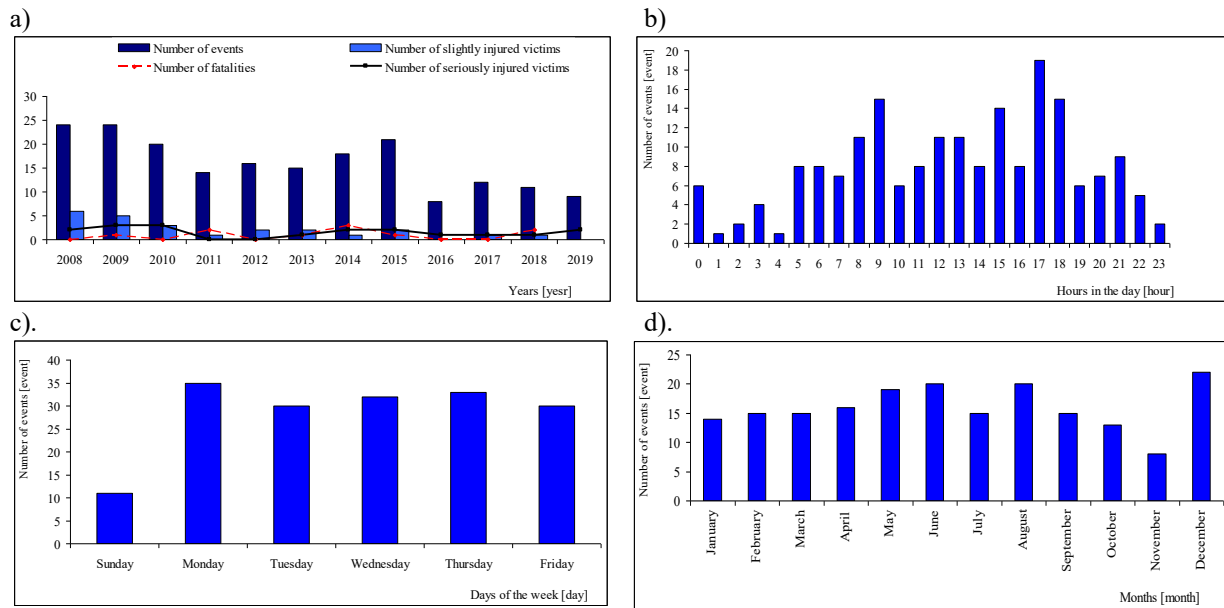 a)
Number of events
Number of slightly injured victims
Number of fatalities
Number of seriously injured victims
30
25
20
15
10
5
0
2008 2009 2010 2011 2012 2013 2014 2015 2016 2017 2018 2019
Years [yesr]
b)
Number of events [event]
20
18
16
14
12
10
8
6
4
2
0
0 1 2 3 4 5 6 7 8 9 10 11 12 13 14 15 16 17 18 19 20 21 22 23
Hours in the day [hour]
c).
Number of events [event]
40
35
30
25
20
15
10
5
0
Sunday Monday Tuesday Wednesday Thursday Friday
Days of the week [day]
d).
Number of events [event]
25
20
15
10
5
0
January
February
March
April
May
June
July
August
September
October
November
December
Months [month]